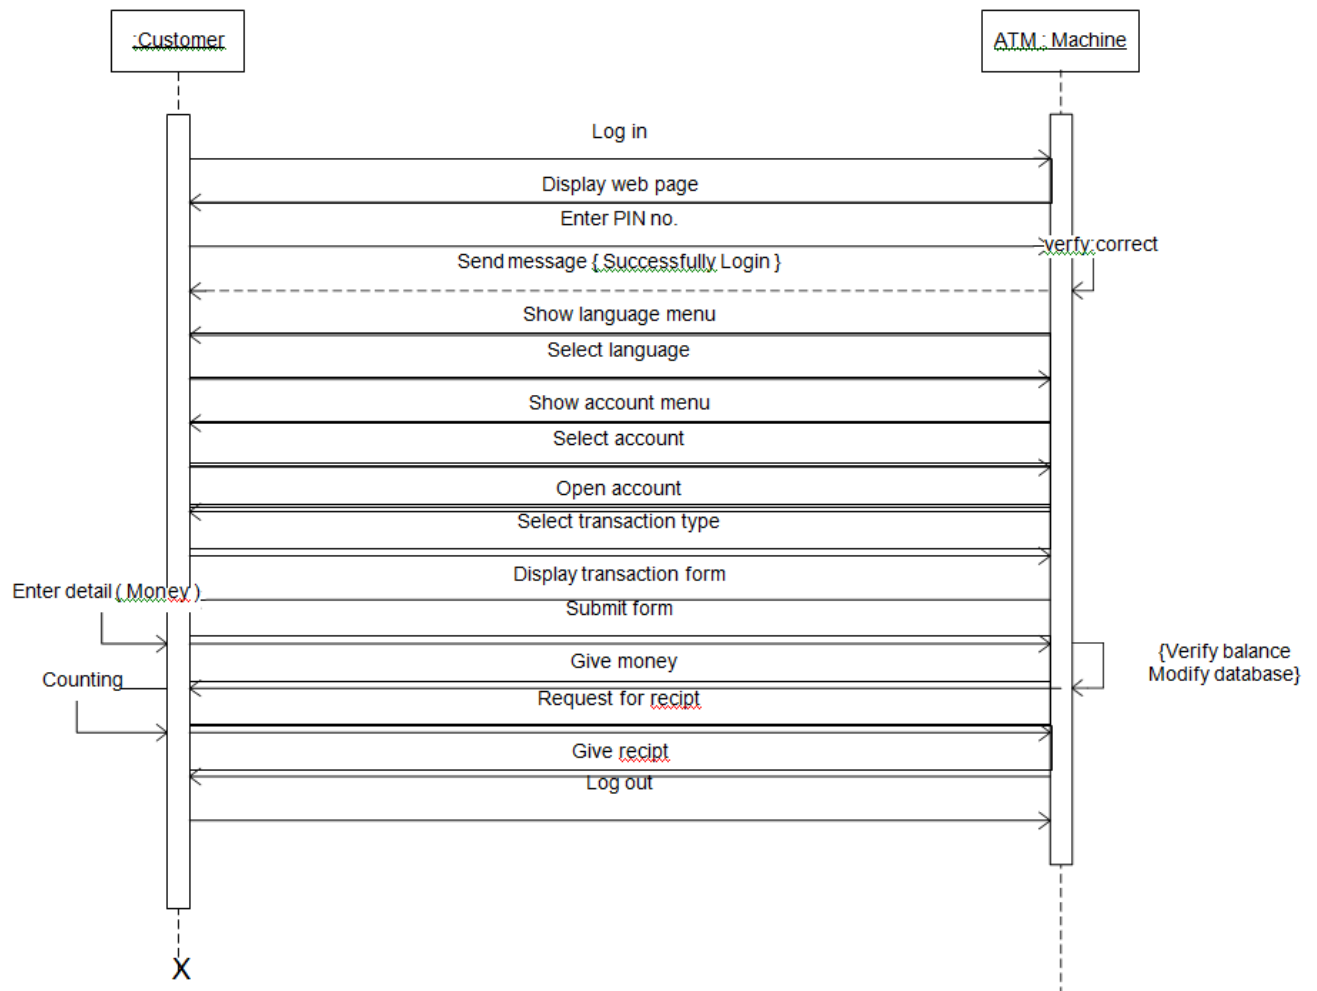 :Customer
ATM : Machine
Log in
Display web page
Enter PIN no.
verfy correct
Send message { Successfully Login }
Show language menu
Select language
Show account menu
Select account
Open account
Select transaction type
Display transaction form
Enter detail ( Money )
Submit form
Give money
{Verify balance
Modify database}
Counting
Request for recipt
Give recipt
Log out
X